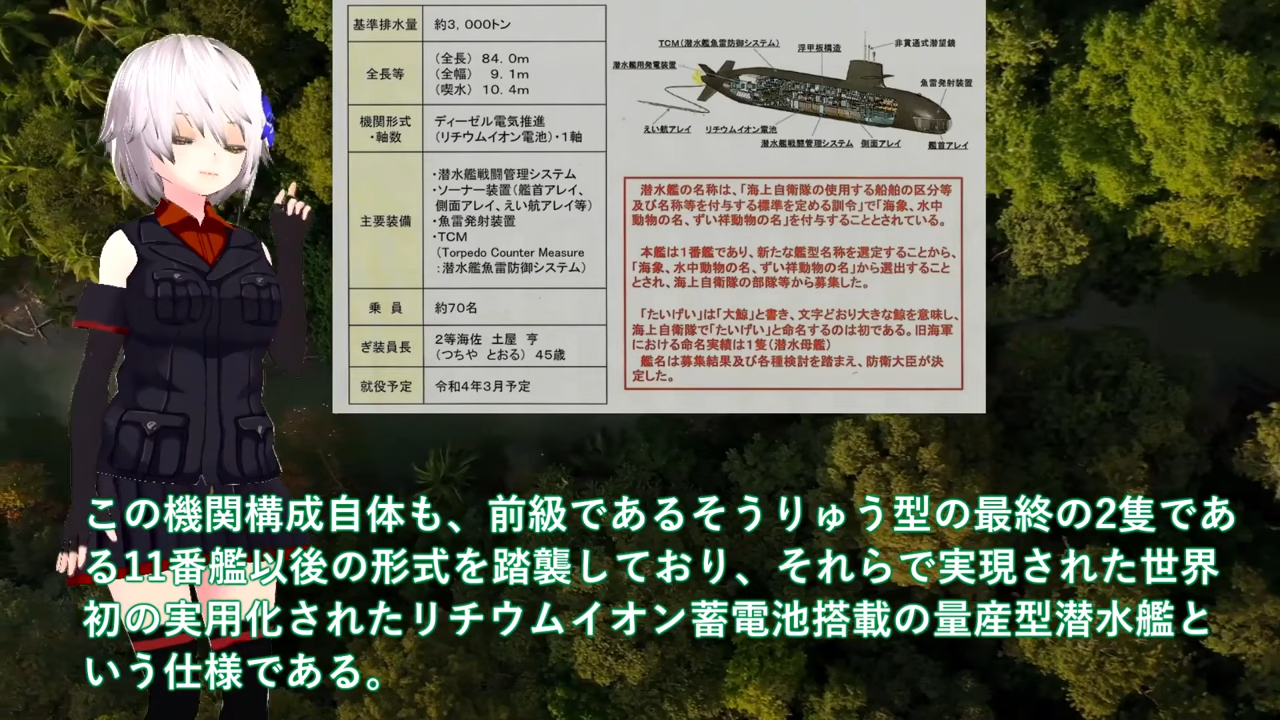 基準排水量 約3,000トン
全長等
(全長) 84.0m
(全幅) 9.1m
(喫水) 10.4m
機関形式
・軸数
ディーゼル電気推進
(リチウムイオン電池)・1軸
主要装備
・潜水艦戦闘管理システム
・ソーナー装置(艦首アレイ、
側面アレイ、えい航アレイ等)
・魚雷発射装置
・TCM
(Torpedo Counter Measure
:潜水艦魚雷防御システム)
乗 員 約70名
ぎ装員長
2等海佐 土屋 亨
(つちや とおる) 45歳
就役予定 令和4年3月予定
TCM(潜水艦魚雷防御システム)
浮甲板構造
非貫通式潜望鏡
潜水艦用発電装置
魚雷発射装置
えい航アレイ
リチウムイオン電池
潜水艦戦闘管理システム
側面アレイ
艦首アレイ
潜水艦の名称は、「海上自衛隊の使用する船舶の区分等
及び名称等を付与する標準を定める訓令」で「海象、水中
動物の名、ずい祥動物の名」を付与することとされている。
本艦は1番艦であり、新たな艦型名称を選定することから、
「海象、水中動物の名、ずい祥動物の名」から選出すること
とされ、海上自衛隊の部隊等から募集した。
「たいげい」は「大鯨」と書き、文字どおり大きな鯨を意味し、
海上自衛隊で「たいげい」と命名するのは初である。旧海軍
における命名実績は1隻(潜水母艦)
艦名は募集結果及び各種検討を踏まえ、防衛大臣が決
定した。
この機関構成自体も、前級であるそうりゅう型の最終の2隻であ
る11番艦以後の形式を踏襲しており、それらで実現された世界
初の実用化されたリチウムイオン蓄電池搭載の量産型潜水艦と
いう仕様である。